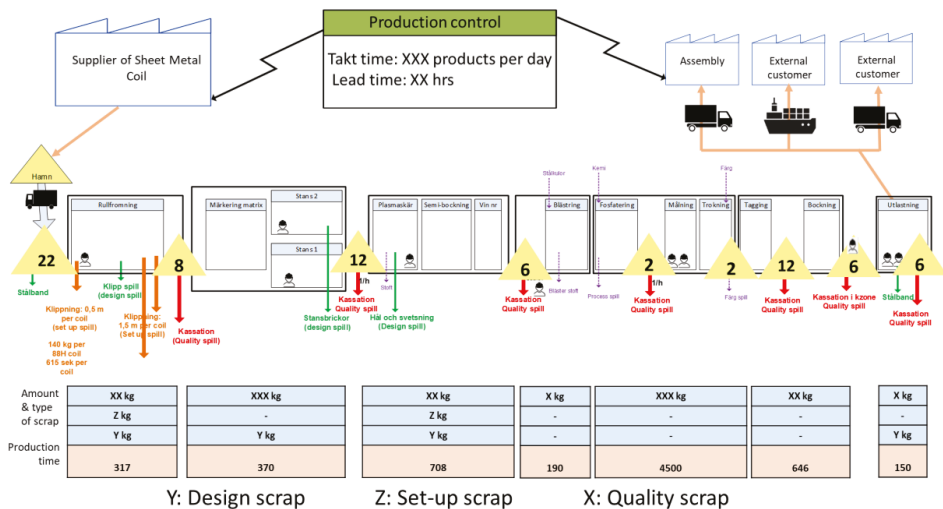 Production control
Takt time: XXX products per day
Lead time: XX hrs
Supplier of Sheet Metal
Coil
Assembly
External
customer
External
customer
Hamn
Rullfromning
Märkering matrix
Stans 2
Stans 1
Plasmaskär
Semi-bockning
Vin nr
Stålkulor
Blästring
Kemi
Fosfatering
Målning
Färg
Trokning
Tagging
Bockning
Utlastning
22
8
12
6
2
2
12
6
6
1/h
1/h
Stålband
Klippning: 0,5 m
per coil
(set up spill)
140 kg per
88H coil
615 sek per
coil
Klipp spill
(design spill)
Klippning:
1,5 m per coil
(Set up spill)
Kassation
(Quality spill)
Stansbrickor
(design spill)
Kassation
Quality spill
Stoft
Hål och svetsning
(Design spill)
Kassation
Quality spill
Bläster stoft
Process spill
Kassation
Quality spill
Färg spill
Kassation
Quality spill
Kassation i kzone
Quality spill
Stålband
Kassation
Quality spill
Amount
& type
of scrap
XX kg
XXX kg
XX kg
X kg
XXX kg
XX kg
X kg
Z kg
-
Z kg
-
-
-
-
Y kg
Y kg
Y kg
-
-
-
Y kg
Production
time
317
370
708
190
4500
646
150
Y: Design scrap
Z: Set-up scrap
X: Quality scrap